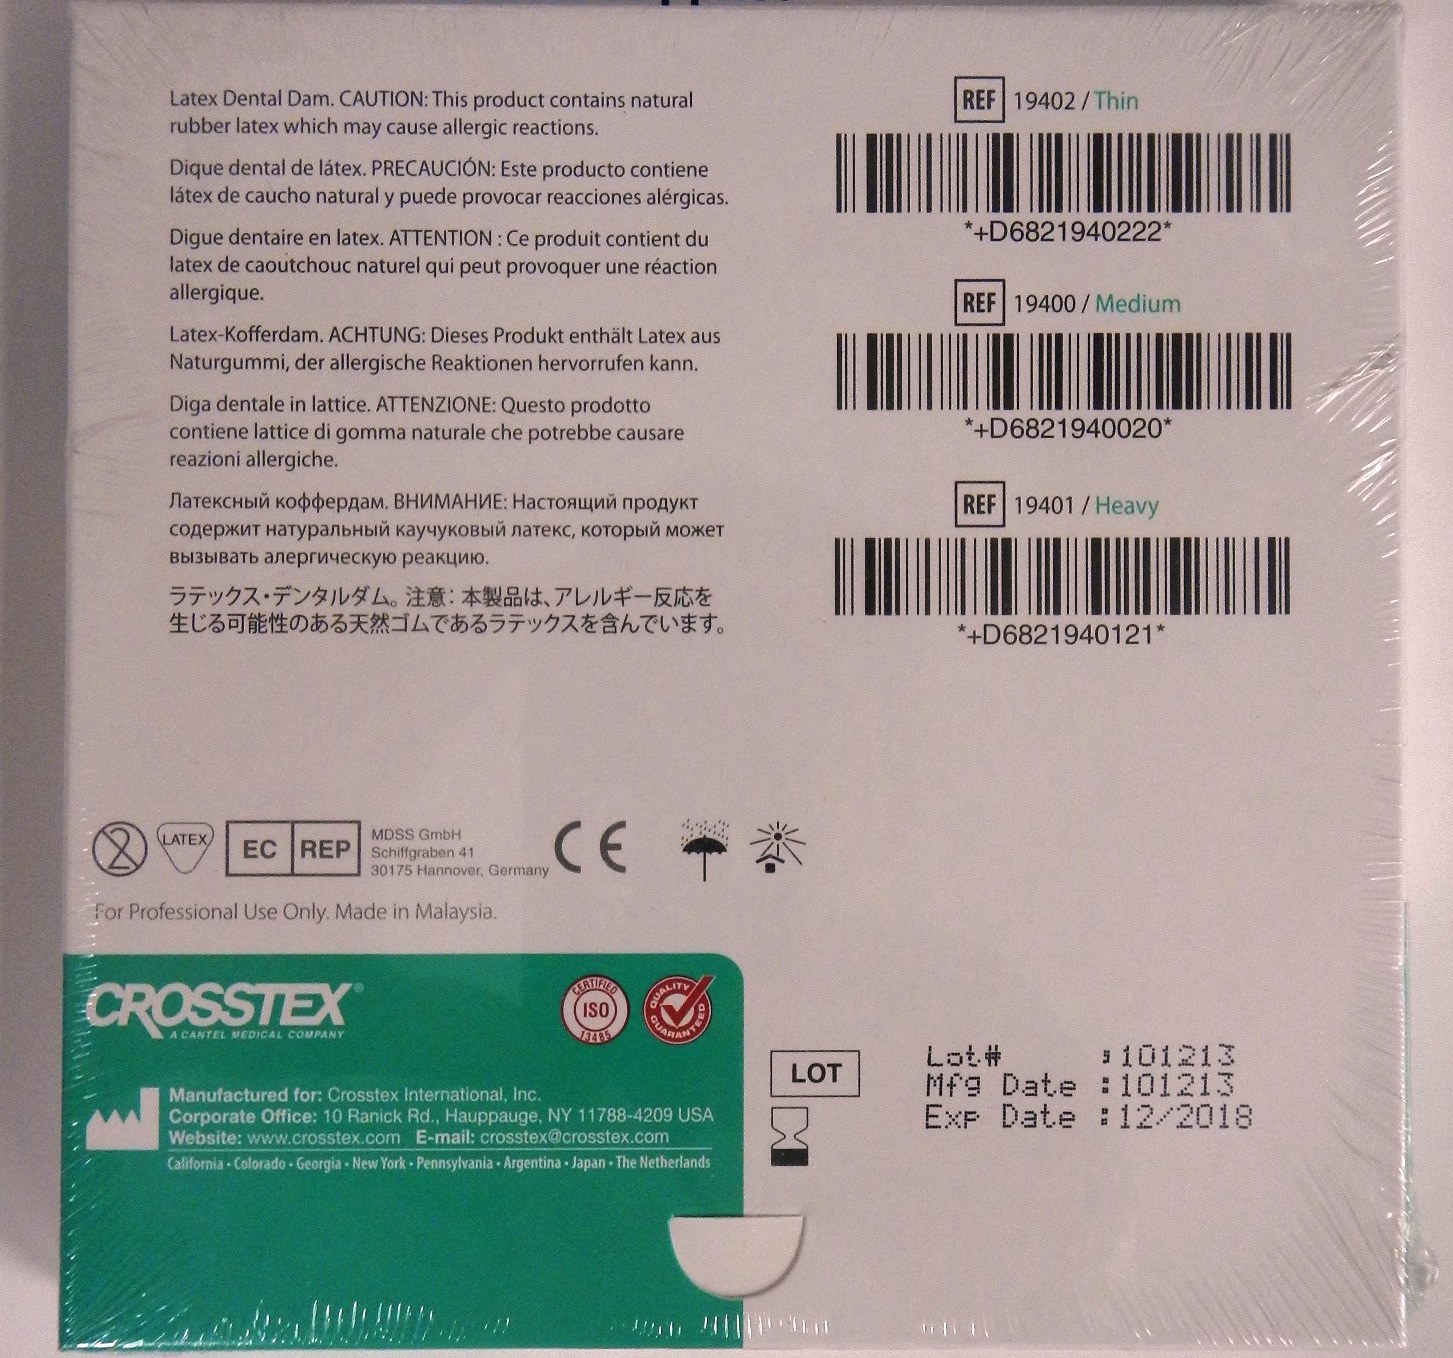 Latex Dental Dam. CAUTION: This product contains natural
rubber latex which may cause allergic reactions.
Dique dental de látex. PRECAUCIÓN: Este producto contiene
látex de caucho natural y puede provocar reacciones alérgicas.
Digue dentaire en latex. ATTENTION : Ce produit contient du
latex de caoutchouc naturel qui peut provoquer une réaction
allergique.
Latex-Kofferdam. ACHTUNG: Dieses Produkt enthält Latex aus
Naturgummi, der allergische Reaktionen hervorrufen kann.
Diga dentale in lattice. ATTENZIONE: Questo prodotto
contiene lattice di gomma naturale che potrebbe causare
reazioni allergiche.
Латексный коффердам. ВНИМАНИЕ: Настоящий продукт
содержит натуральный каучуковый латекс, который может
вызывать алергическую реакцию.
ラテックス・デンタルダム。注意：本製品は、アレルギー反応を
生じる可能性のある天然ゴムであるラテックスを含んでいます。
REF 19402 / Thin
*+D6821940222*
REF 19400 / Medium
*+D6821940020*
REF 19401 / Heavy
*+D6821940121*
2
LATEX
EC REP
MDSS GmbH
Schiffgraben 41
30175 Hannover, Germany
CE
For Professional Use Only. Made in Malaysia.
CROSSTEX®
A CANTEL MEDICAL COMPANY
CERTIFIED
ISO
13485
QUALITY
GUARANTEED
Manufactured for: Crosstex International, Inc.
Corporate Office: 10 Ranick Rd., Hauppauge, NY 11788-4209 USA
Website: www.crosstex.com E-mail: crosstex@crosstex.com
California • Colorado • Georgia • New York • Pennsylvania • Argentina • Japan • The Netherlands
LOT
Lot# :101213
Mfg Date :101213
Exp Date :12/2018